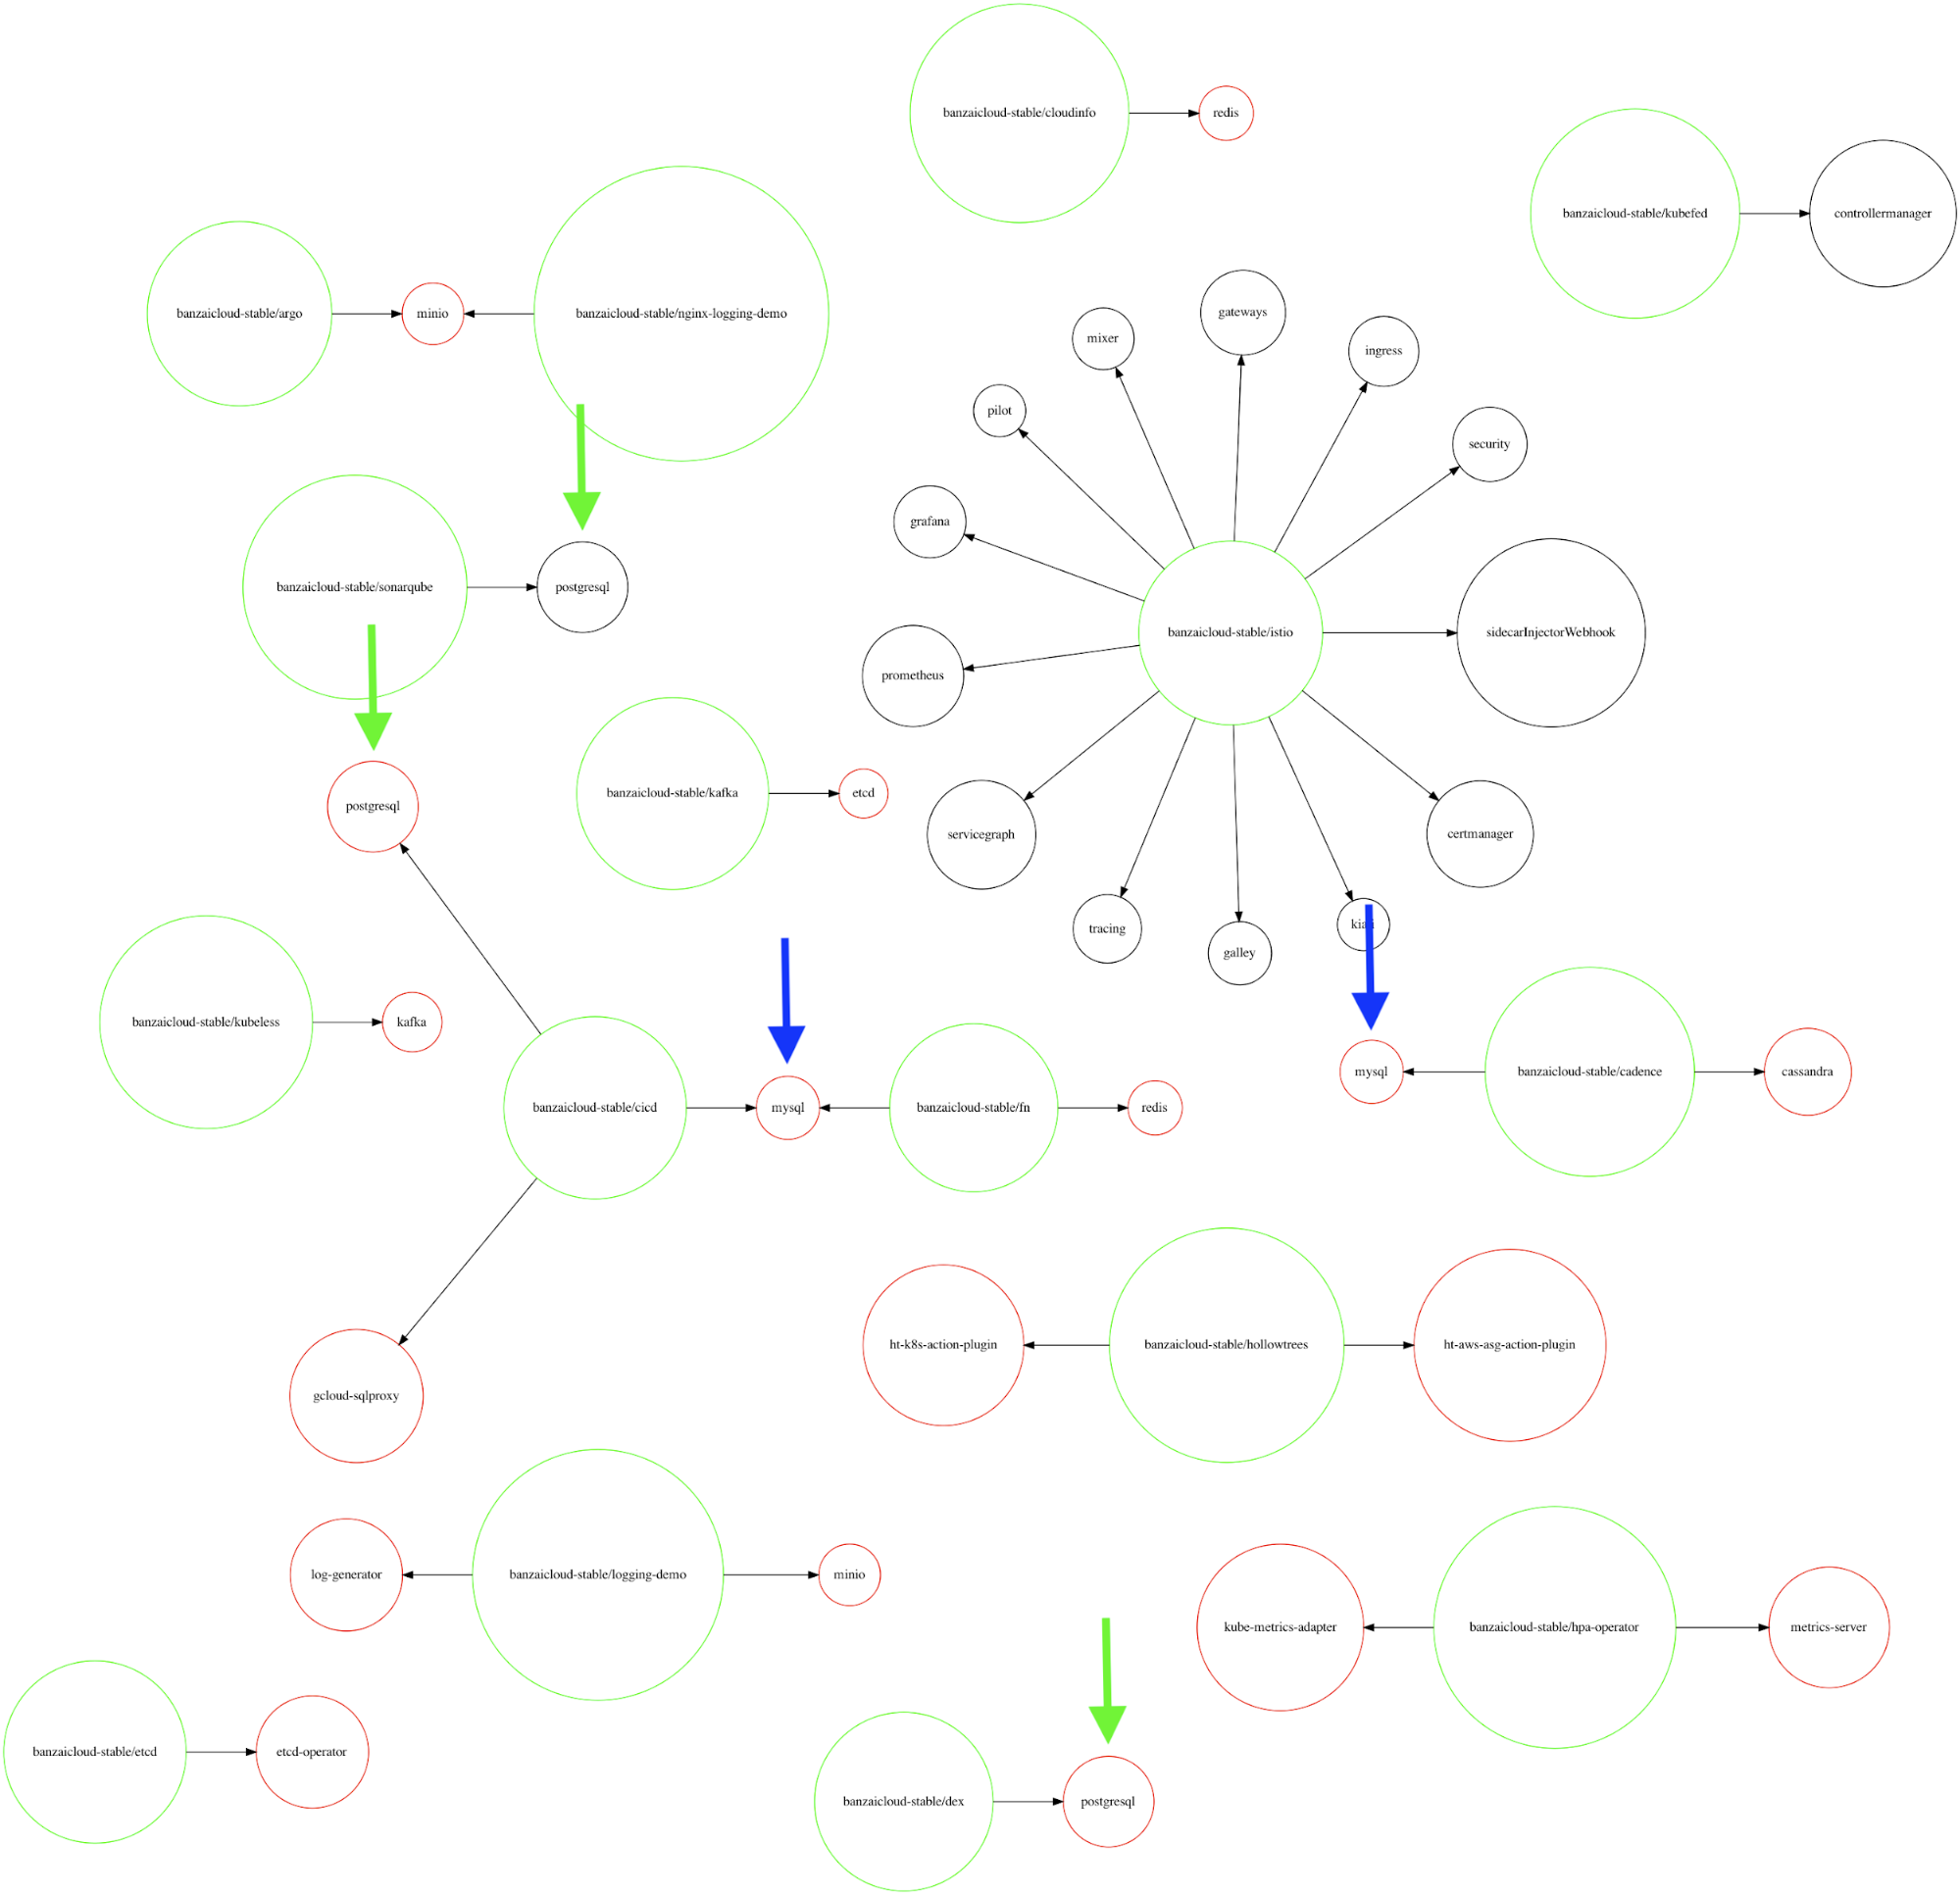 banzaicloud-stable/cloudinfo
redis
banzaicloud-stable/kubefed
controllermanager
banzaicloud-stable/argo
minio
banzaicloud-stable/nginx-logging-demo
gateways
mixer
ingress
pilot
security
grafana
banzaicloud-stable/sonarqube
postgresql
banzaicloud-stable/istio
sidecarInjectorWebhook
prometheus
banzaicloud-stable/kafka
etcd
postgresql
servicegraph
certmanager
tracing
galley
banzaicloud-stable/kubeless
kafka
mysql
banzaicloud-stable/cadence
cassandra
banzaicloud-stable/cicd
mysql
banzaicloud-stable/fn
redis
ht-k8s-action-plugin
banzaicloud-stable/hollowtrees
ht-aws-asg-action-plugin
gcloud-sqlproxy
log-generator
banzaicloud-stable/logging-demo
minio
kube-metrics-adapter
banzaicloud-stable/hpa-operator
metrics-server
banzaicloud-stable/etcd
etcd-operator
banzaicloud-stable/dex
postgresql